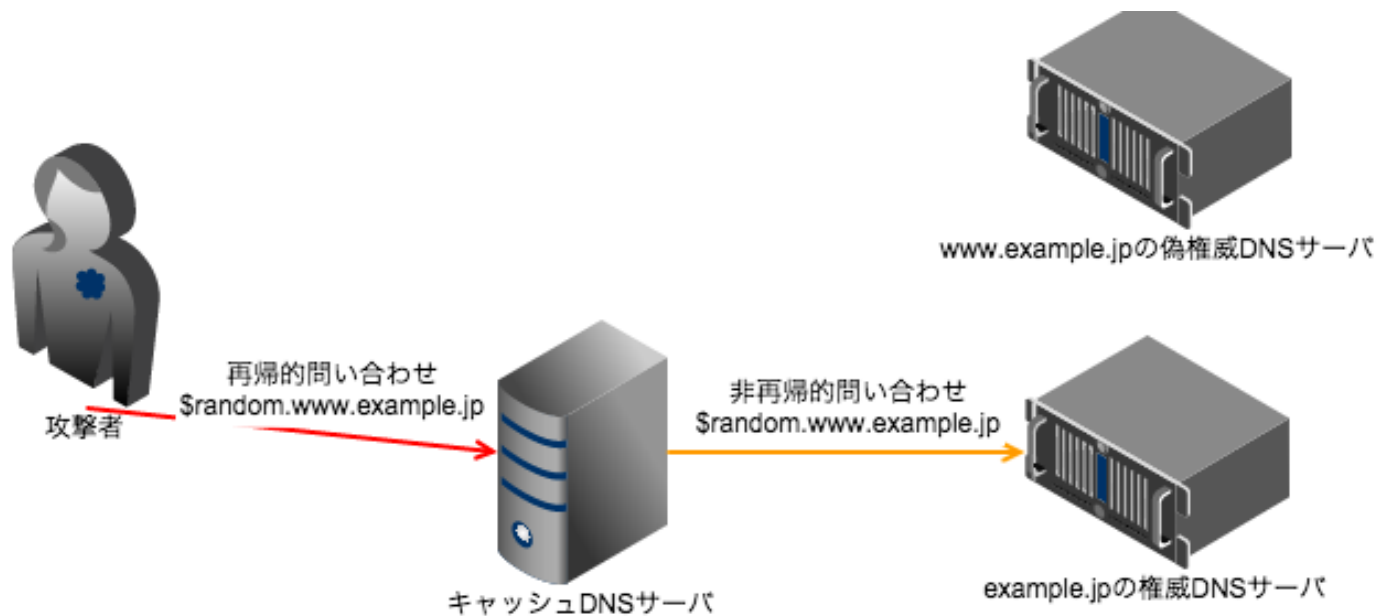 www.example.jpの偽権威DNSサーバ
再帰的問い合わせ
$random.www.example.jp
攻撃者
非再帰的問い合わせ
$random.www.example.jp
キャッシュDNSサーバ
example.jpの権威DNSサーバ